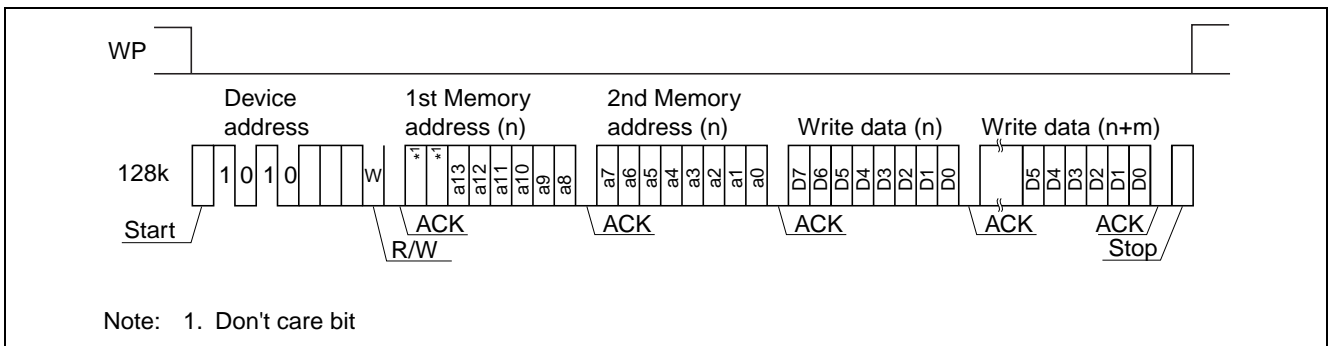 WP
Device address
1st Memory address (n)
2nd Memory address (n)
Write data (n)
Write data (n+m)
128k
1 0 1 0 W *1 *1 a13 a12 a11 a10 a9 a8 a7 a6 a5 a4 a3 a2 a1 a0 D7 D6 D5 D4 D3 D2 D1 D0 D5 D4 D3 D2 D1 D0
Start
R/W
ACK
ACK
ACK
ACK
ACK
Stop
Note: 1. Don't care bit